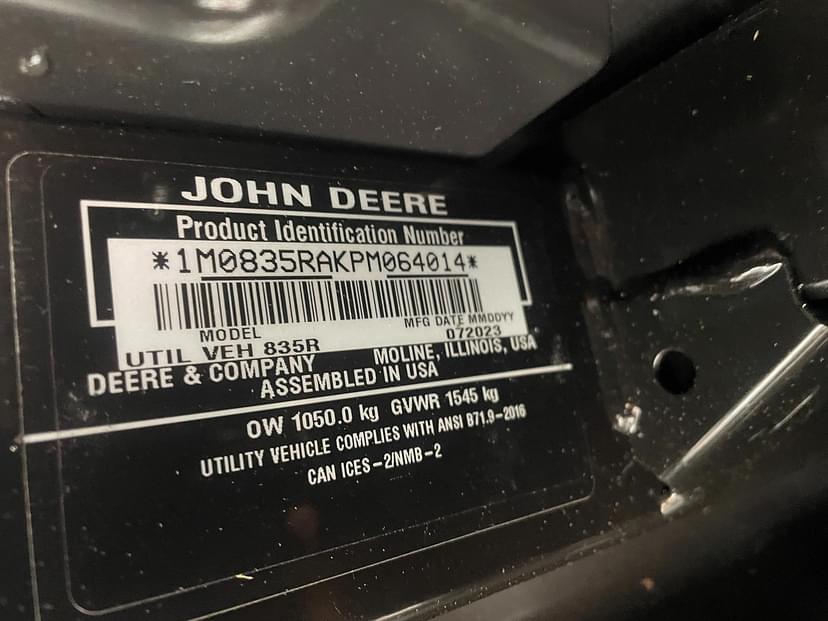 JOHN DEERE
Product Identification Number
*1M0835RAKPM064014*
MODEL MFG DATE MMDDYY
UTIL VEH 835R 072023
DEERE & COMPANY MOLINE, ILLINOIS, USA
ASSEMBLED IN USA
OW 1050.0 kg GVWR 1545 kg
UTILITY VEHICLE COMPLIES WITH ANSI B71.9-2016
CAN ICES-2/NMB-2